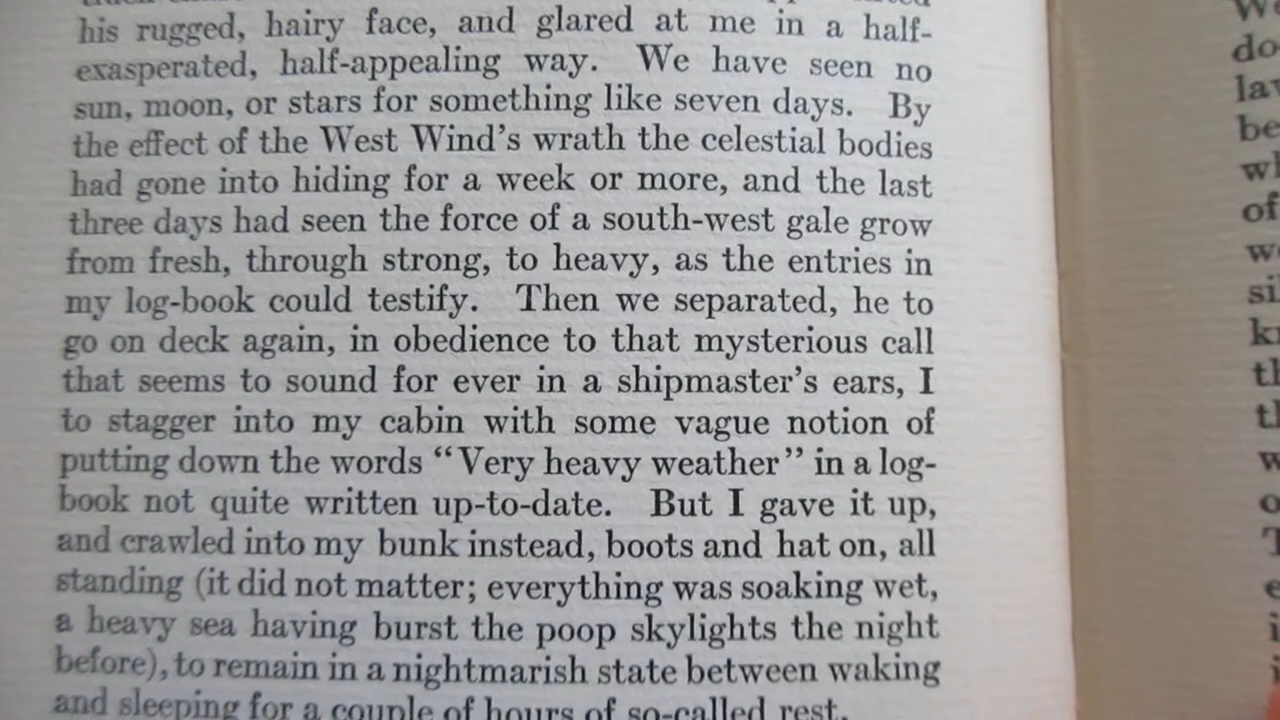 his rugged, hairy face, and glared at me in a half-
exasperated, half-appealing way. We have seen no
sun, moon, or stars for something like seven days. By
the effect of the West Wind's wrath the celestial bodies
had gone into hiding for a week or more, and the last
three days had seen the force of a south-west gale grow
from fresh, through strong, to heavy, as the entries in
my log-book could testify. Then we separated, he to
go on deck again, in obedience to that mysterious call
that seems to sound for ever in a shipmaster's ears, I
to stagger into my cabin with some vague notion of
putting down the words "Very heavy weather" in a log-
book not quite written up-to-date. But I gave it up,
and crawled into my bunk instead, boots and hat on, all
standing (it did not matter; everything was soaking wet,
a heavy sea having burst the poop skylights the night
before), to remain in a nightmarish state between waking
and sleeping for a couple of hours of so-called rest.